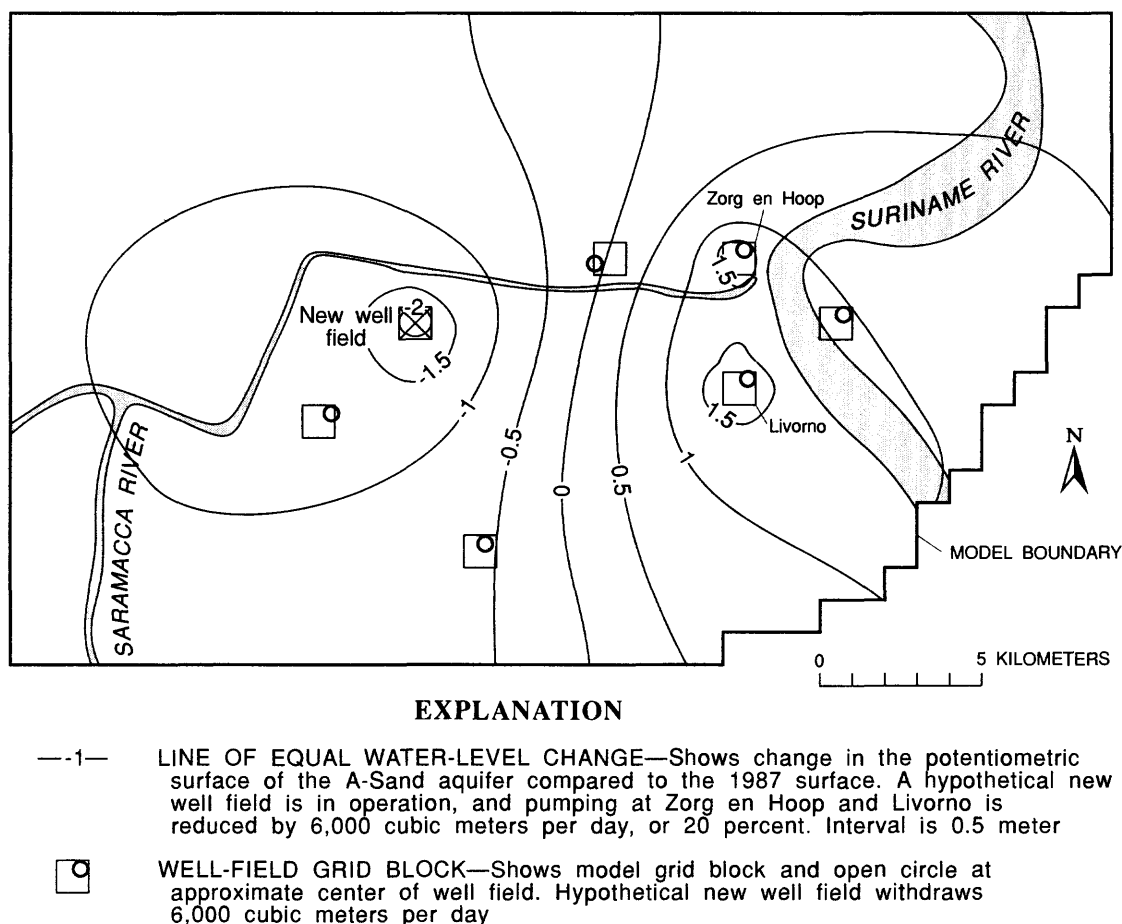 Zorg en Hoop
SURINAME RIVER
-1.5
New well
field
-2
-1.5
-1
-0.5
0
0.5
1
1.5
Livorno
N
SARAMACCA RIVER
MODEL BOUNDARY
0 5 KILOMETERS
EXPLANATION
—-1— LINE OF EQUAL WATER-LEVEL CHANGE—Shows change in the potentiometric
surface of the A-Sand aquifer compared to the 1987 surface. A hypothetical new
well field is in operation, and pumping at Zorg en Hoop and Livorno is
reduced by 6,000 cubic meters per day, or 20 percent. Interval is 0.5 meter
WELL-FIELD GRID BLOCK—Shows model grid block and open circle at
approximate center of well field. Hypothetical new well field withdraws
6,000 cubic meters per day